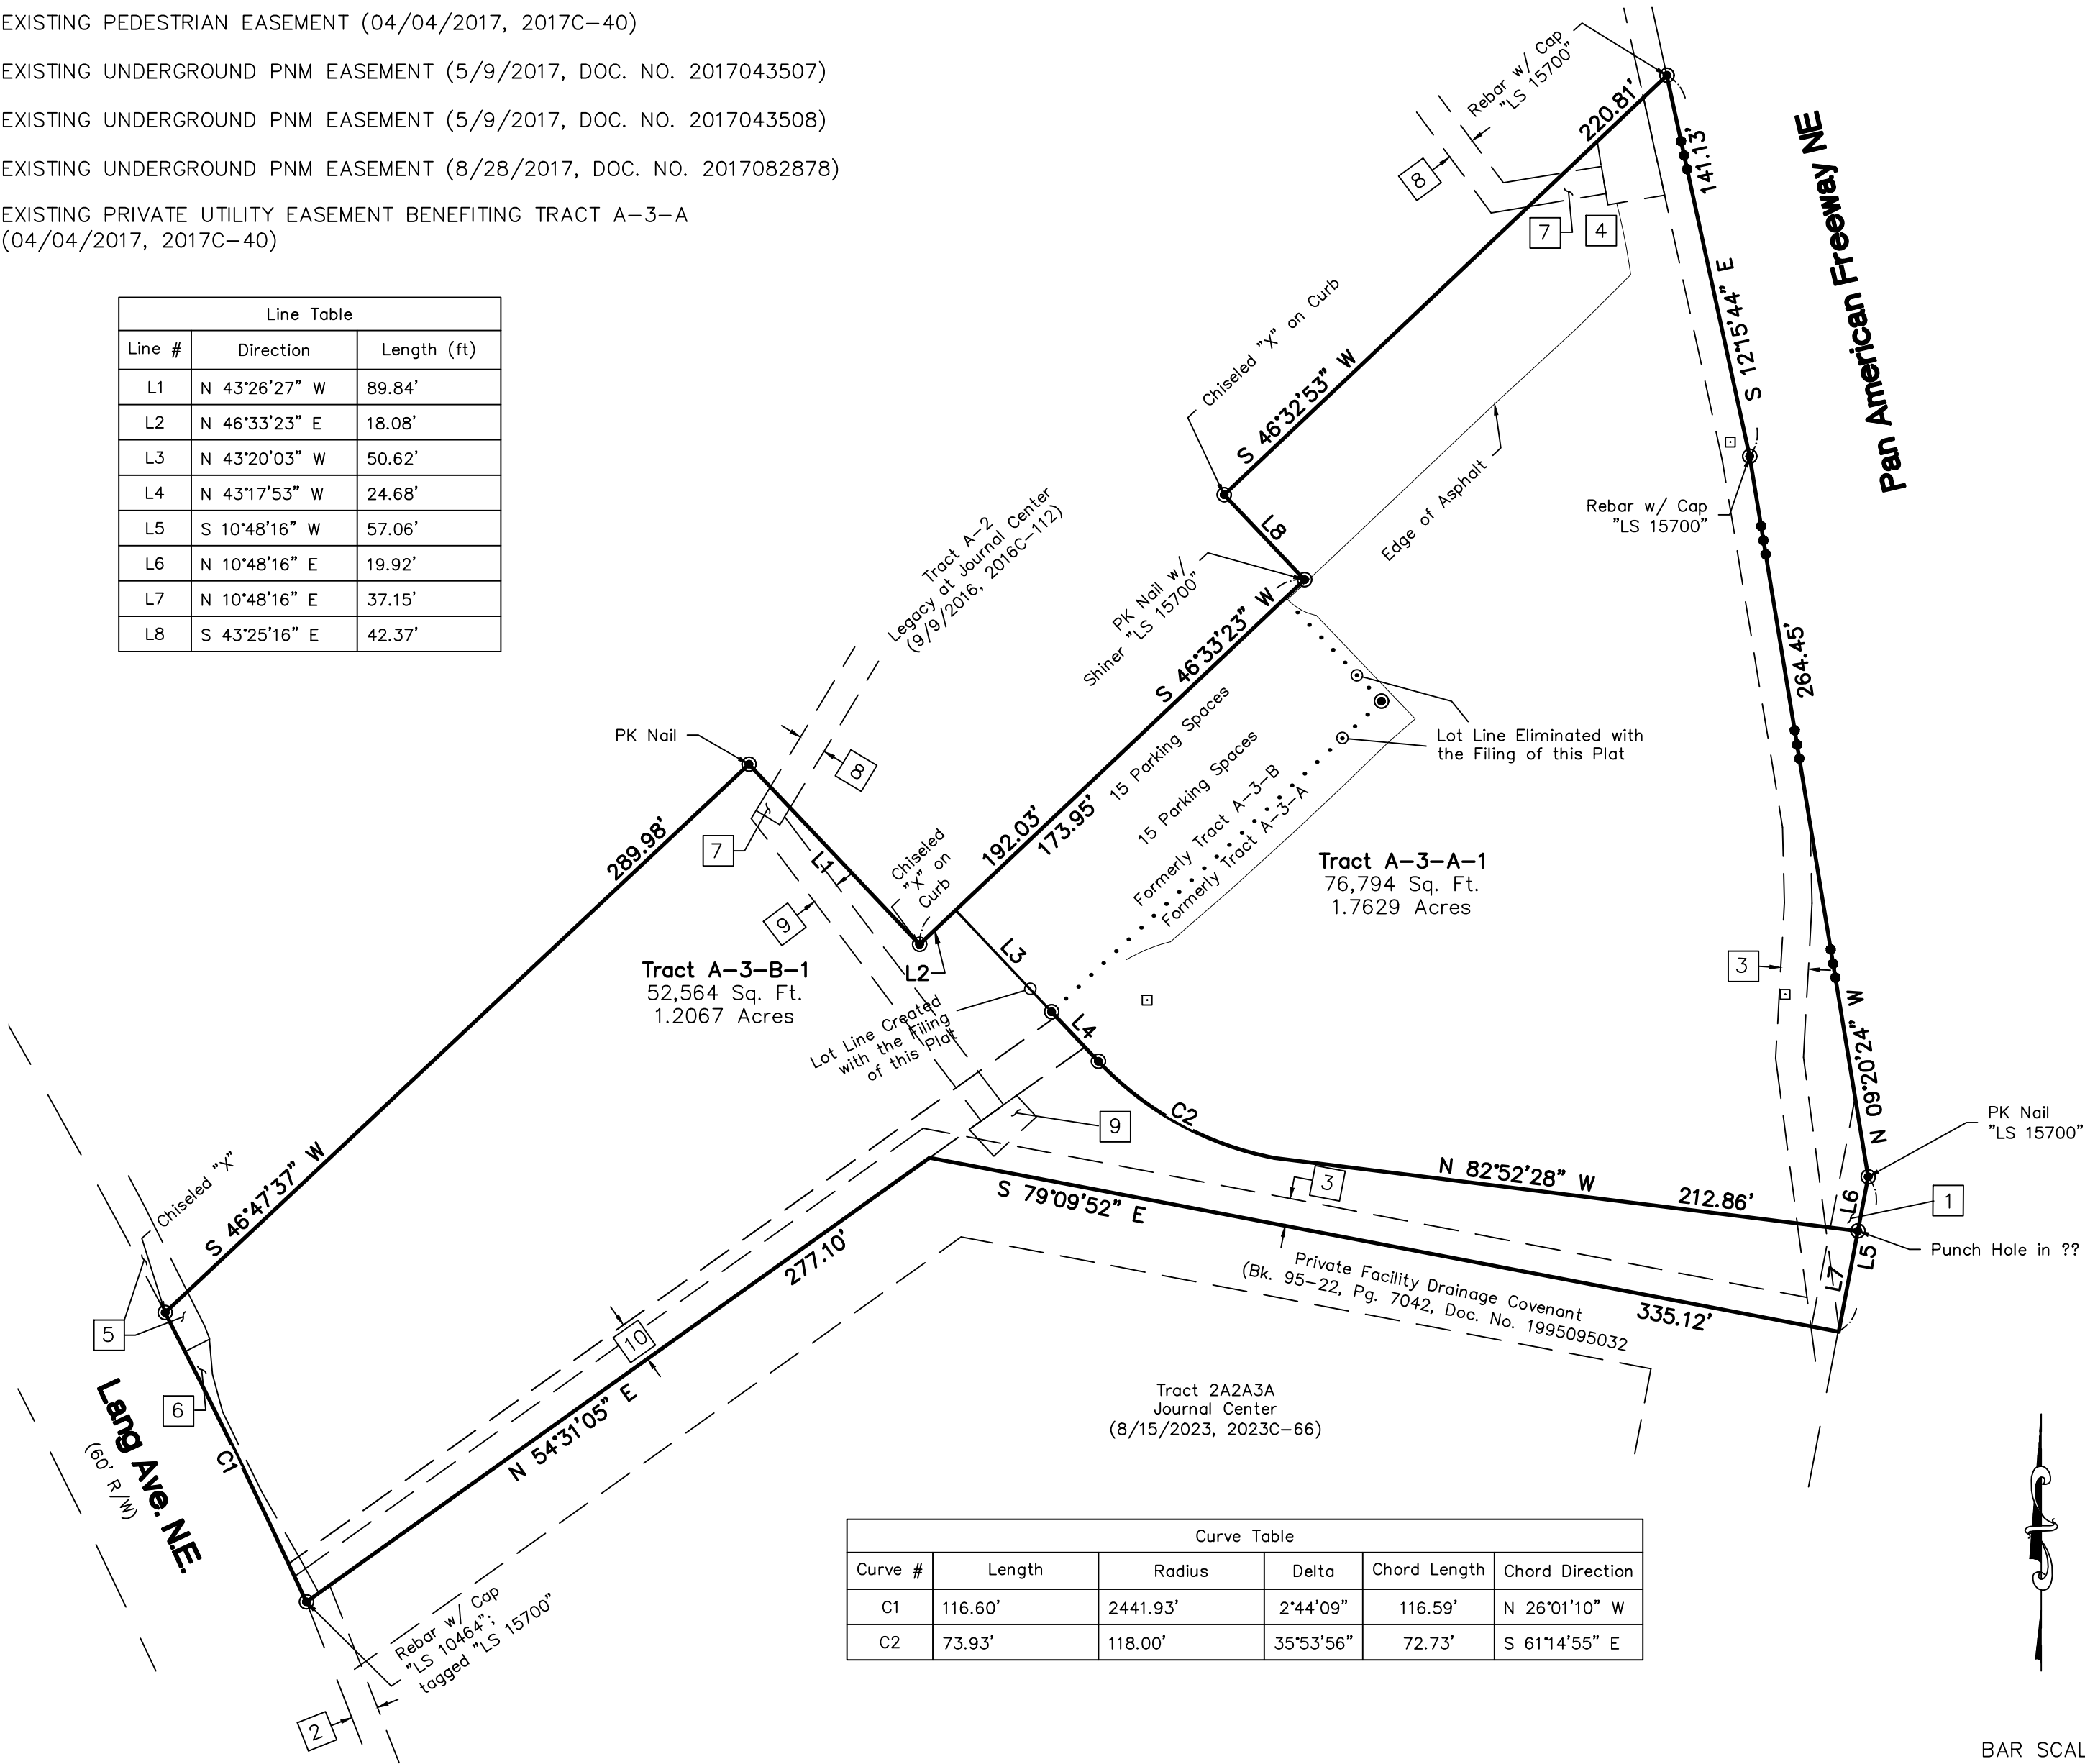 EXISTING PEDESTRIAN EASEMENT (04/04/2017, 2017C-40)
EXISTING UNDERGROUND PNM EASEMENT (5/9/2017, DOC. NO. 2017043507)
EXISTING UNDERGROUND PNM EASEMENT (5/9/2017, DOC. NO. 2017043508)
EXISTING UNDERGROUND PNM EASEMENT (8/28/2017, DOC. NO. 2017082878)
EXISTING PRIVATE UTILITY EASEMENT BENEFITING TRACT A-3-A
(04/04/2017, 2017C-40)
Line Table
Line # Direction Length (ft)
L1 N 43°26'27" W 89.84'
L2 N 46°33'23" E 18.08'
L3 N 43°20'03" W 50.62'
L4 N 43°17'53" W 24.68'
L5 S 10°48'16" W 57.06'
L6 N 10°48'16" E 19.92'
L7 N 10°48'16" E 37.15'
L8 S 43°25'16" E 42.37'
Rebar w/ Cap
"LS 15700"
220.81'
141.13'
Pan American Freeway NE
8
7
4
S 12°15'44" E
Chiseled "X" on Curb
S 46°32'53" W
Edge of Asphalt
Rebar w/ Cap
"LS 15700"
L8
Tract A-2
Legacy at Journal Center
(9/9/2016, 2016C-112)
PK Nail w/
Shiner "LS 15700"
S 46°33'23" W
264.45'
PK Nail
8
15 Parking Spaces
15 Parking Spaces
Lot Line Eliminated with
the Filing of this Plat
289.98'
7
L1
Chiseled
"X" on
Curb
192.03'
173.95'
Formerly Tract A-3-B
Formerly Tract A-3-A
Tract A-3-A-1
76,794 Sq. Ft.
1.7629 Acres
9
Tract A-3-B-1
52,564 Sq. Ft.
1.2067 Acres
L2
L3
3
Lot Line Created
with the Filing
of this Plat
L4
N 09°20'24" W
9
C2
PK Nail
"LS 15700"
Chiseled "X"
S 46°47'37" W
N 82°52'28" W
212.86'
3
S 79°09'52" E
L6
1
Punch Hole in ??
L5
L7
277.10'
Private Facility Drainage Covenant
(Bk. 95-22, Pg. 7042, Doc. No. 1995095032
335.12'
5
10
6
Lang Ave. N.E.
(60' R/W)
C1
N 54°31'05" E
Tract 2A2A3A
Journal Center
(8/15/2023, 2023C-66)
Rebar w/ Cap
"LS 10464";
tagged "LS 15700"
2
Curve Table
Curve # Length Radius Delta Chord Length Chord Direction
C1 116.60' 2441.93' 2°44'09" 116.59' N 26°01'10" W
C2 73.93' 118.00' 35°53'56" 72.73' S 61°14'55" E
BAR SCAL